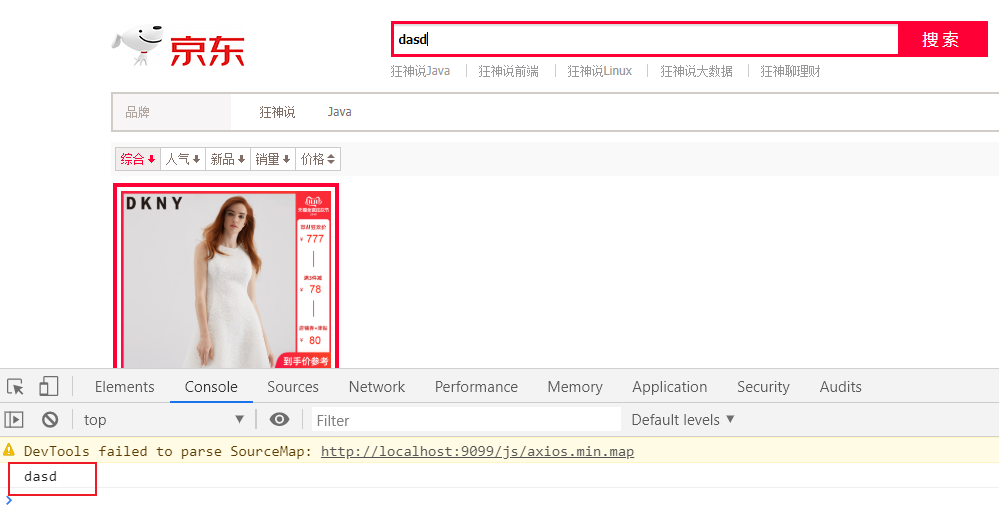 京东
dasd
搜索
狂神说Java 狂神说前端 狂神说Linux 狂神说大数据 狂神聊理财
品牌 狂神说 Java
综合 人气 新品 销量 价格
DKNY
¥ 777
满3件减
¥ 78
¥ 80
到手价参考
Elements Console Sources Network Performance Memory Application Security Audits
top Filter Default levels
DevTools failed to parse SourceMap: http://localhost:9099/js/axios.min.map
dasd